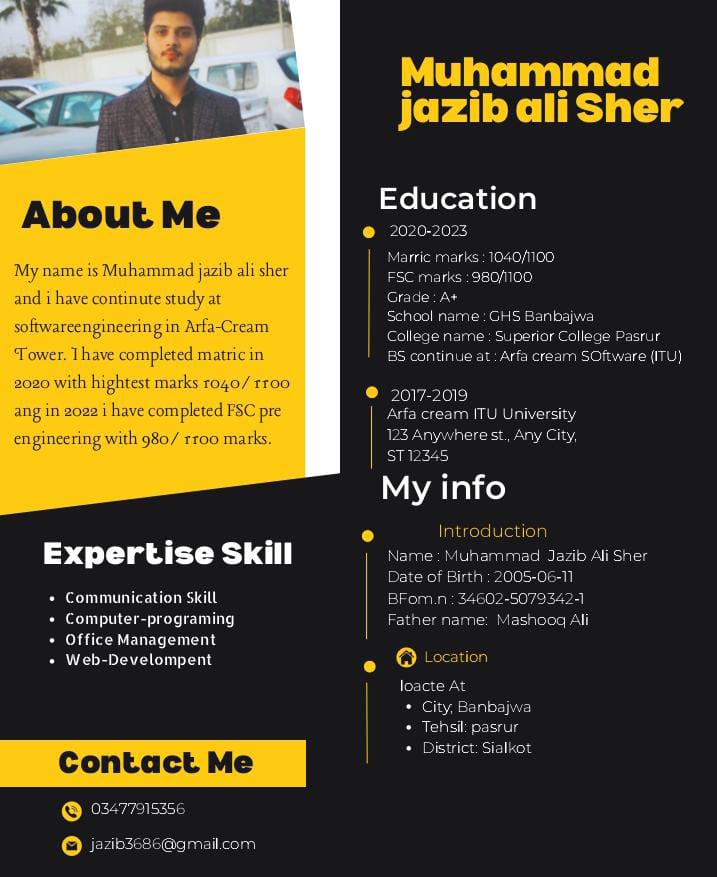 Muhammad
jazib ali Sher
About Me
My name is Muhammad jazib ali sher
and i have continute study at
softwareengineering in Arfa-Cream
Tower. I have completed matric in
2020 with hightest marks 1040/ 1100
ang in 2022 i have completed FSC pre
engineering with 980/ 1100 marks.
Expertise Skill
• Communication Skill
• Computer-programing
• Office Management
• Web-Develompent
Contact Me
03477915356
jazib3686@gmail.com
Education
2020-2023
Marric marks : 1040/1100
FSC marks : 980/1100
Grade : A+
School name : GHS Banbajwa
College name : Superior College Pasrur
BS continue at : Arfa cream SOftware (ITU)
2017-2019
Arfa cream ITU University
123 Anywhere st., Any City,
ST 12345
My info
Introduction
Name : Muhammad Jazib Ali Sher
Date of Birth : 2005-06-11
BFom.n : 34602-5079342-1
Father name: Mashooq Ali
Location
loacte At
• City; Banbajwa
• Tehsil: pasrur
• District: Sialkot